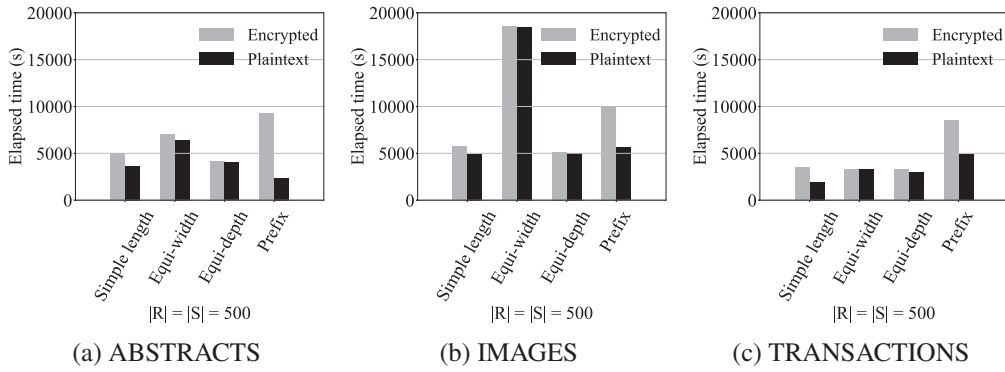 20000
15000
10000
5000
0
Elapsed time (s)
Encrypted
Plaintext
Simple length
Equi-width
Equi-depth
Prefix
|R| = |S| = 500
(a) ABSTRACTS
20000
15000
10000
5000
0
Elapsed time (s)
Encrypted
Plaintext
Simple length
Equi-width
Equi-depth
Prefix
|R| = |S| = 500
(b) IMAGES
20000
15000
10000
5000
0
Elapsed time (s)
Encrypted
Plaintext
Simple length
Equi-width
Equi-depth
Prefix
|R| = |S| = 500
(c) TRANSACTIONS